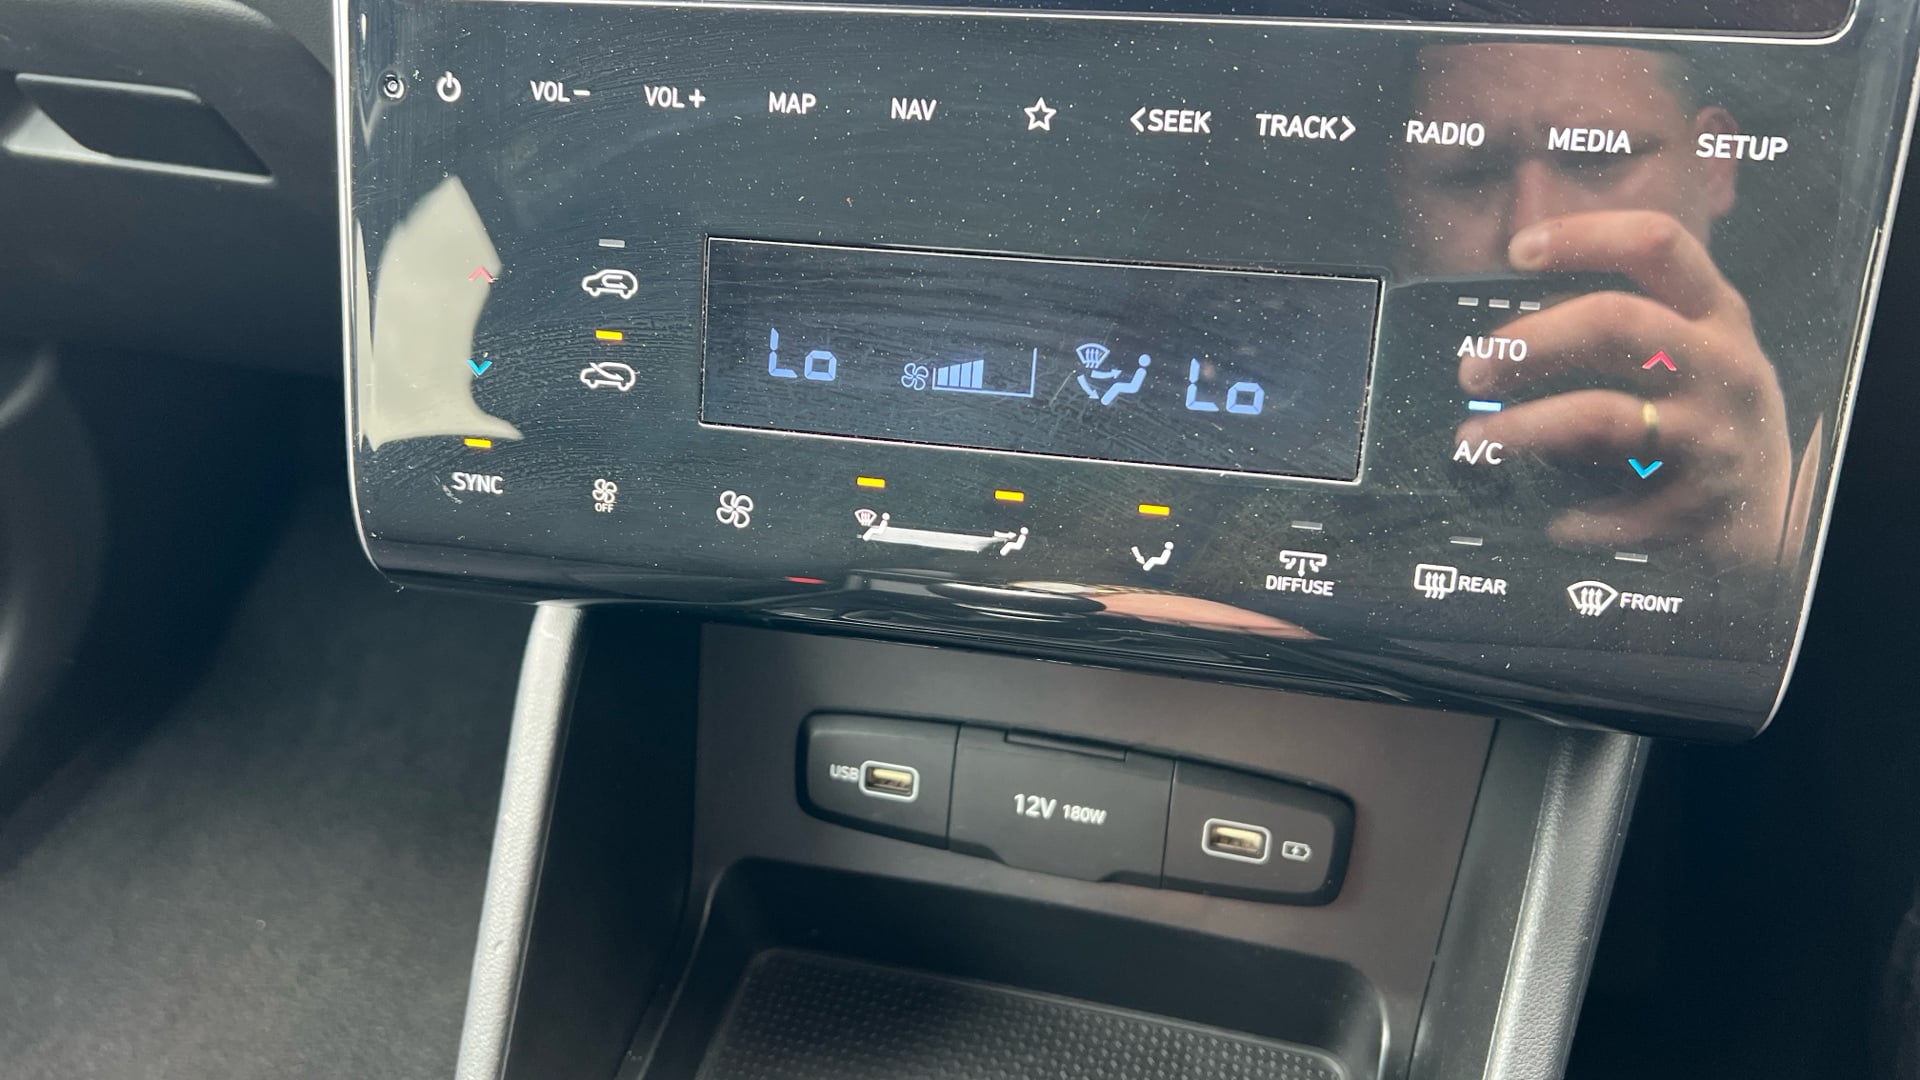 VOL− VOL+ MAP NAV <SEEK TRACK> RADIO MEDIA SETUP
Lo Lo
AUTO
A/C
SYNC
OFF
DIFFUSE
REAR
FRONT
USB
12V 180W